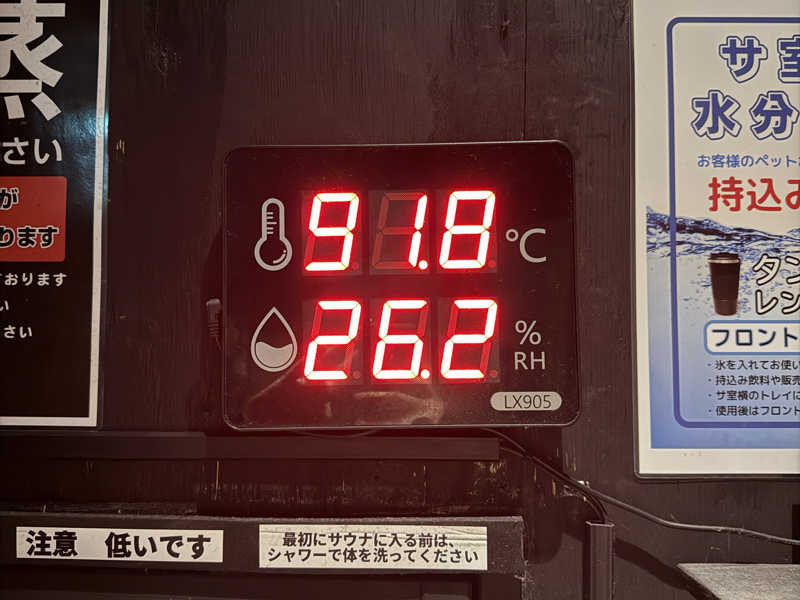 蒸
さい
が
ります
ております
い
さい
91.8 ℃
26.2 % RH
LX905
サ室
水分
お客様のペット
持込み
タン
レン
フロント
・氷を入れてお使い
・持込み飲料や販売
・サ室横のトレイに
・使用後はフロント
注意 低いです
最初にサウナに入る前は、
シャワーで体を洗ってください